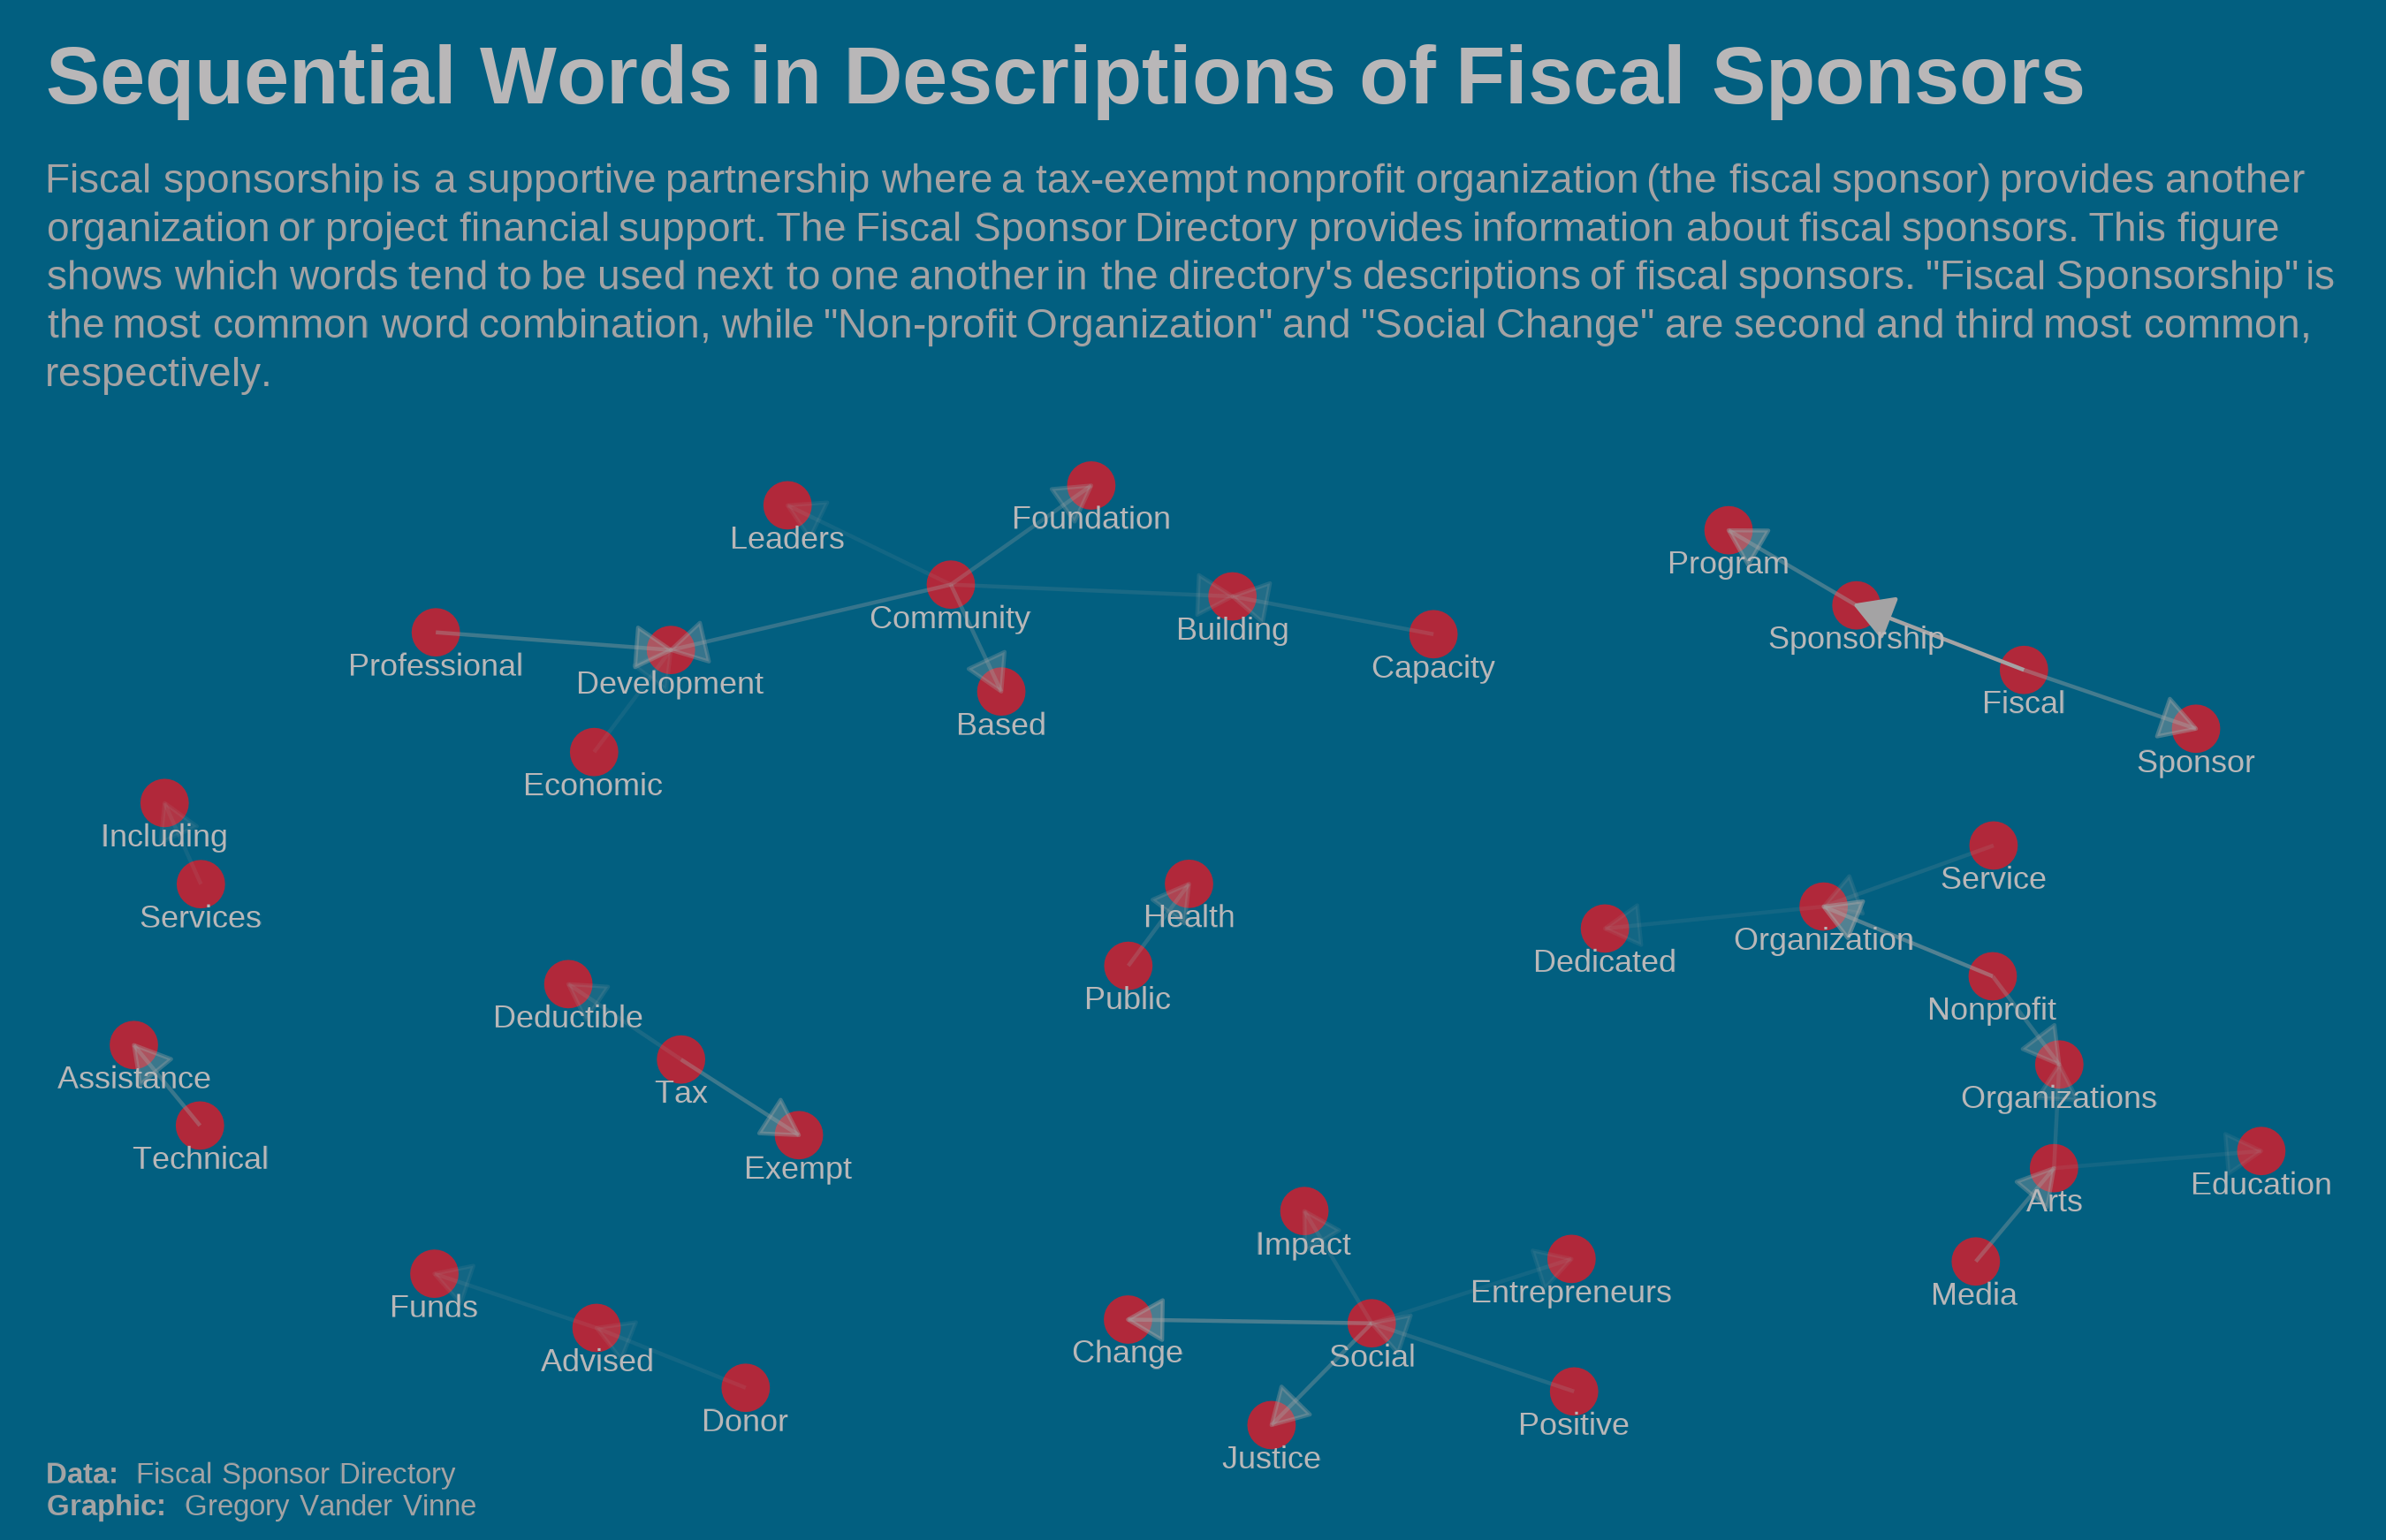 Sequential Words in Descriptions of Fiscal Sponsors
Fiscal sponsorship is a supportive partnership where a tax-exempt nonprofit organization (the fiscal sponsor) provides another
organization or project financial support. The Fiscal Sponsor Directory provides information about fiscal sponsors. This figure
shows which words tend to be used next to one another in the directory's descriptions of fiscal sponsors. "Fiscal Sponsorship" is
the most common word combination, while "Non-profit Organization" and "Social Change" are second and third most common,
respectively.
Foundation
Leaders
Program
Community
Building
Sponsorship
Professional
Capacity
Development
Fiscal
Based
Sponsor
Economic
Including
Service
Health
Services
Organization
Dedicated
Public
Nonprofit
Deductible
Assistance
Tax
Organizations
Technical
Exempt
Education
Arts
Impact
Entrepreneurs
Media
Funds
Change
Social
Advised
Donor
Positive
Justice
Data: Fiscal Sponsor Directory
Graphic: Gregory Vander Vinne